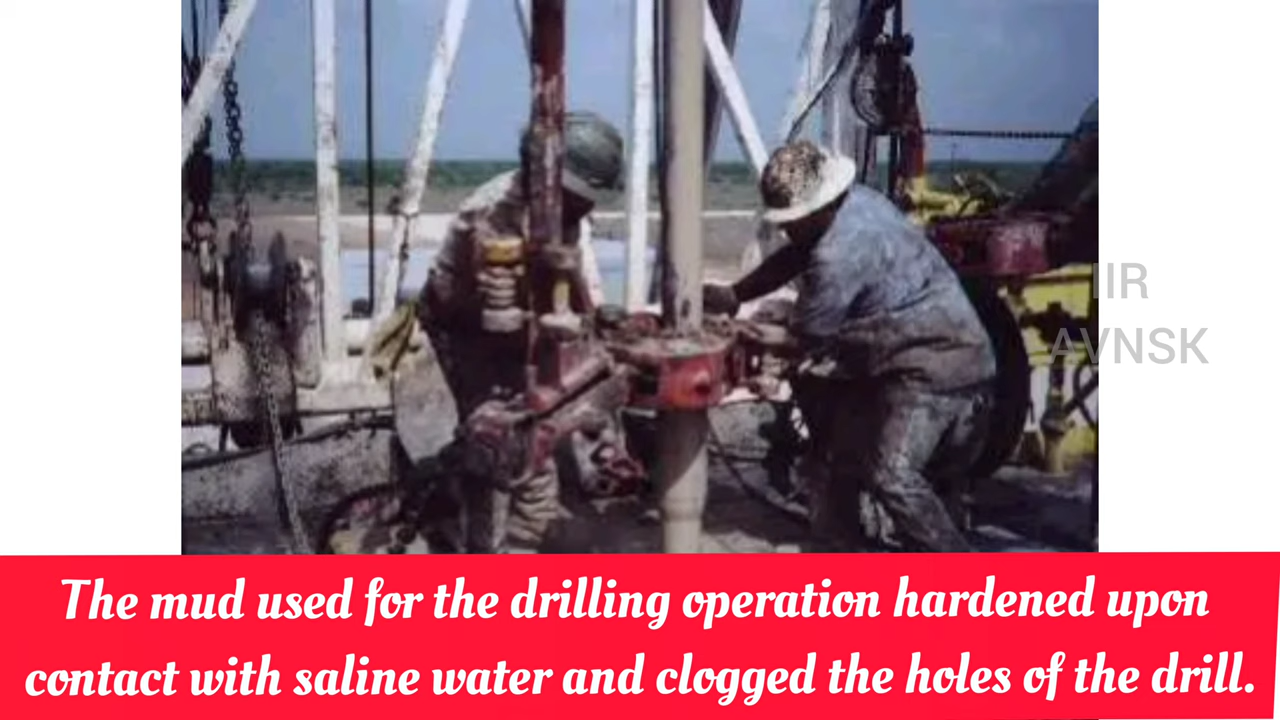 IIR
AVNSK
The mud used for the drilling operation hardened upon
contact with saline water and clogged the holes of the drill.